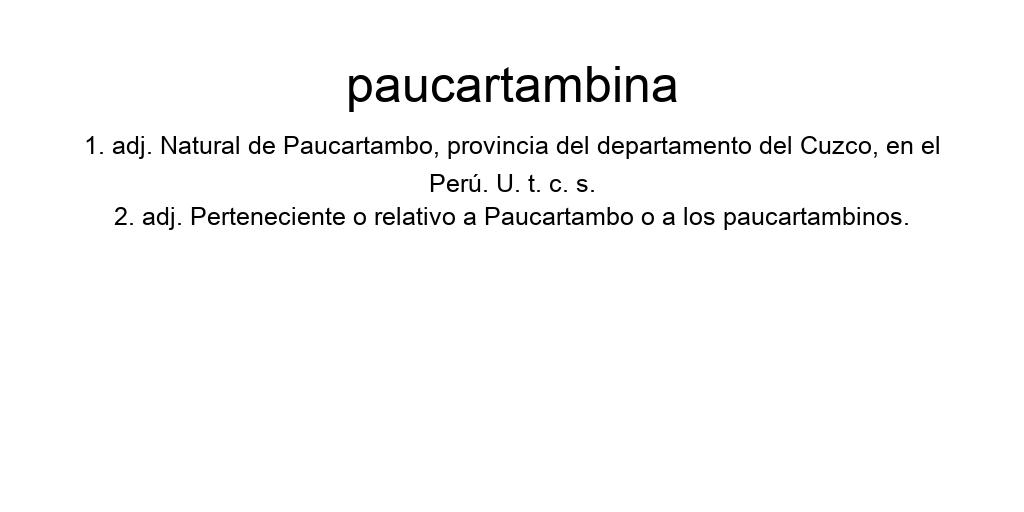 paucartambina
1. adj. Natural de Paucartambo, provincia del departamento del Cuzco, en el
Perú. U. t. c. s.
2. adj. Perteneciente o relativo a Paucartambo o a los paucartambinos.